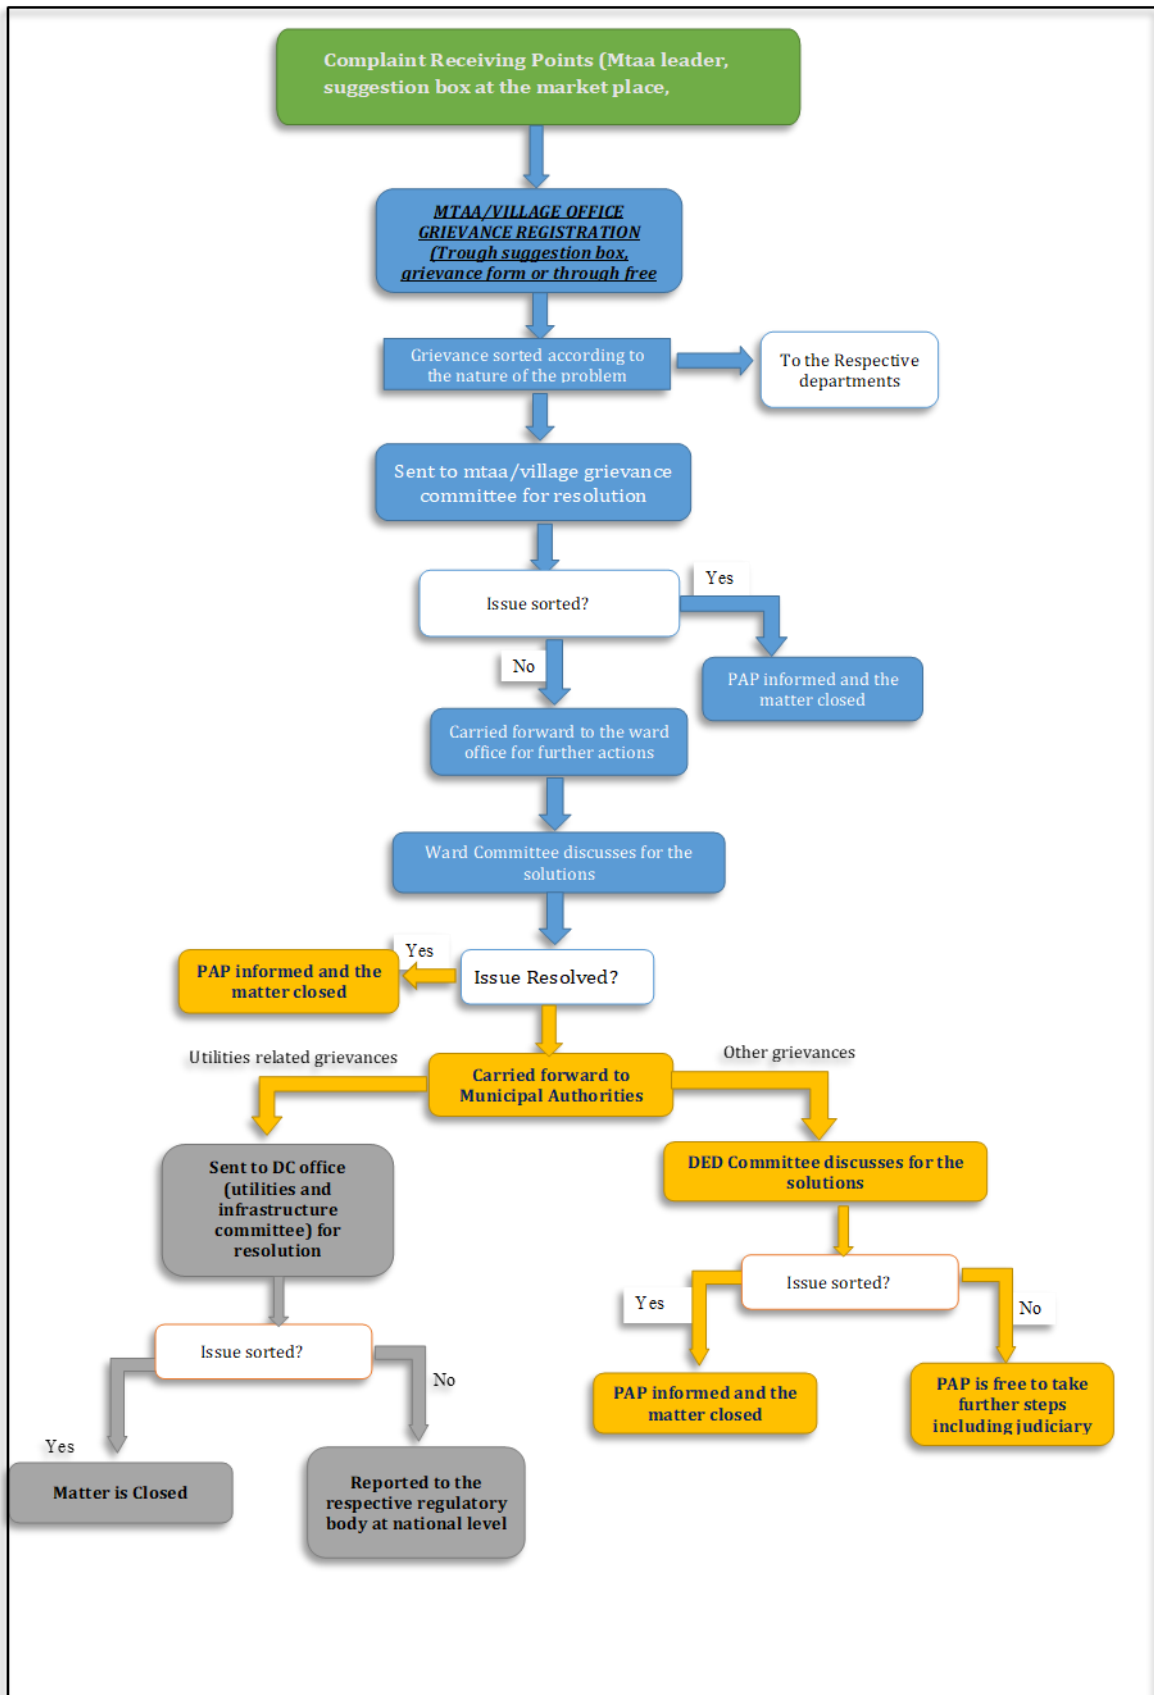 Complaint Receiving Points (Mtaa leader,
suggestion box at the market place,
MTAA/VILLAGE OFFICE
GRIEVANCE REGISTRATION
(Trough suggestion box,
grievance form or through free
Grievance sorted according to
the nature of the problem
To the Respective
departments
Sent to mtaa/village grievance
committee for resolution
Issue sorted?
Yes
No
PAP informed and the
matter closed
Carried forward to the ward
office for further actions
Ward Committee discusses for the
solutions
Yes
Issue Resolved?
PAP informed and the
matter closed
Utilities related grievances
Other grievances
Carried forward to
Municipal Authorities
Sent to DC office
(utilities and
infrastructure
committee) for
resolution
DED Committee discusses for the
solutions
Issue sorted?
Yes
No
Issue sorted?
No
Yes
PAP informed and the
matter closed
PAP is free to take
further steps
including judiciary
Matter is Closed
Reported to the
respective regulatory
body at national level